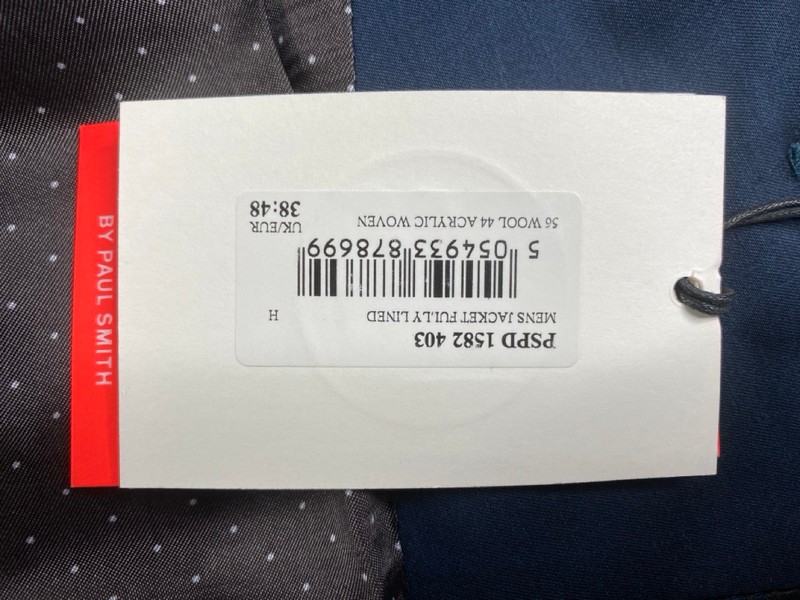 PSPD 1582 403
MENS JACKET FULLY LINED H
5 054933 878699
56 WOOL 44 ACRYLIC WOVEN UK/EUR
38:48
BY PAUL SMITH